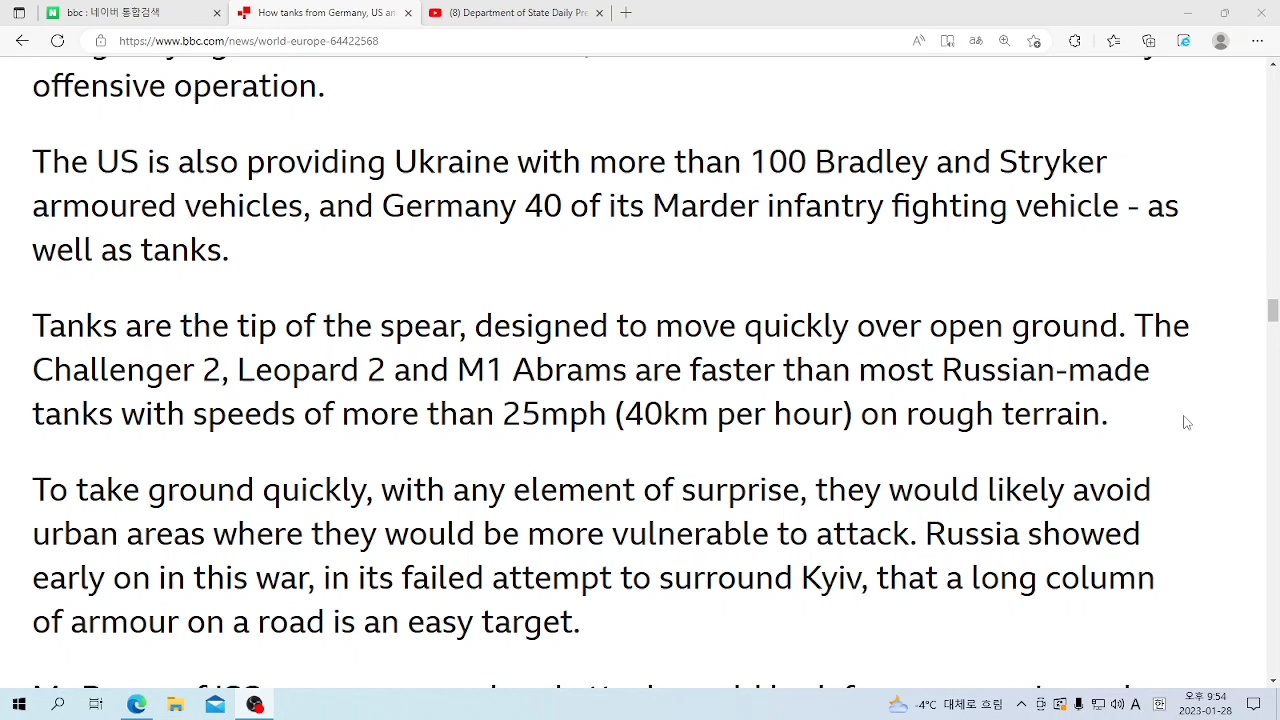 bbc : 네이버 통합검색
How tanks from Germany, US an
(8) Department of State Daily Pre
https://www.bbc.com/news/world-europe-64422568
offensive operation.
The US is also providing Ukraine with more than 100 Bradley and Stryker
armoured vehicles, and Germany 40 of its Marder infantry fighting vehicle - as
well as tanks.
Tanks are the tip of the spear, designed to move quickly over open ground. The
Challenger 2, Leopard 2 and M1 Abrams are faster than most Russian-made
tanks with speeds of more than 25mph (40km per hour) on rough terrain.
To take ground quickly, with any element of surprise, they would likely avoid
urban areas where they would be more vulnerable to attack. Russia showed
early on in this war, in its failed attempt to surround Kyiv, that a long column
of armour on a road is an easy target.
-4°C 대체로 흐림
A
오후 9:54
2023-01-28